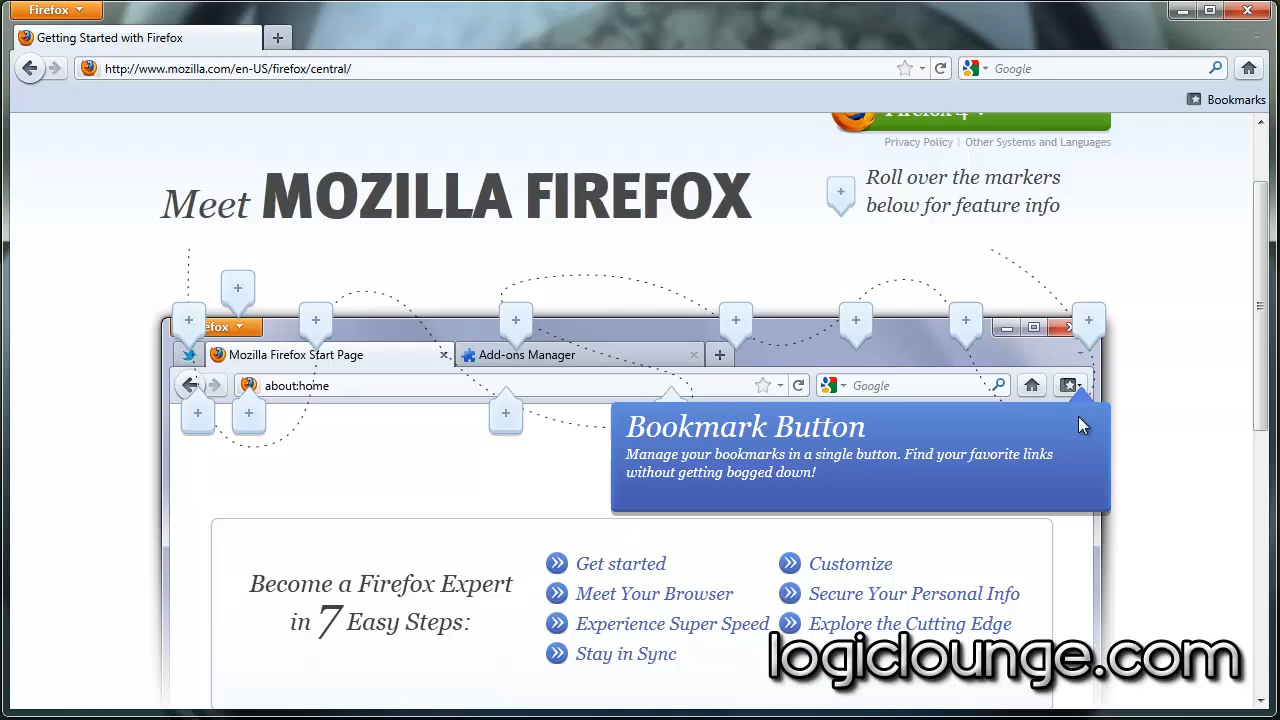 Firefox
Getting Started with Firefox
http://www.mozilla.com/en-US/firefox/central/
Google
Bookmarks
Firefox 4
Privacy Policy | Other Systems and Languages
Meet MOZILLA FIREFOX
Roll over the markers
below for feature info
efox
Mozilla Firefox Start Page
Add-ons Manager
about:home
Google
Bookmark Button
Manage your bookmarks in a single button. Find your favorite links
without getting bogged down!
Become a Firefox Expert
in 7 Easy Steps:
Get started
Meet Your Browser
Experience Super Speed
Stay in Sync
Customize
Secure Your Personal Info
Explore the Cutting Edge
logiclounge.com